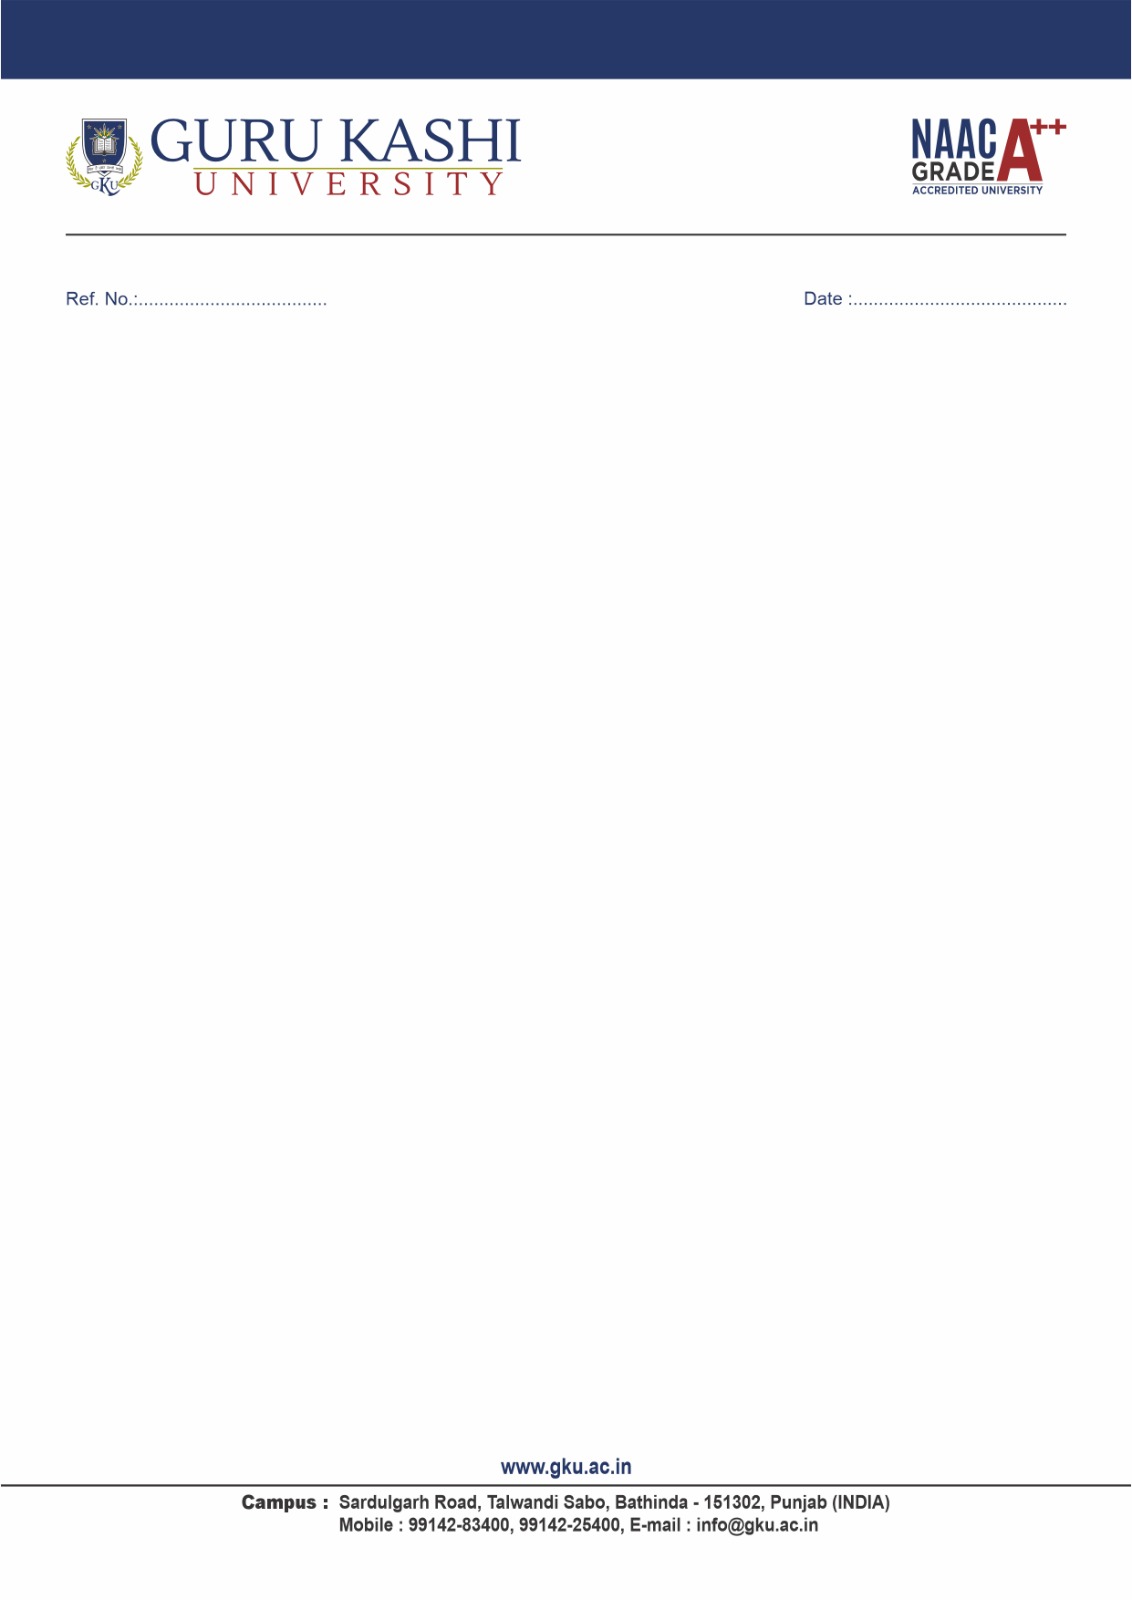 GURU KASHI
UNIVERSITY
GKU
NAAC
GRADE A++
ACCREDITED UNIVERSITY
Ref. No.:.....................................
Date :..........................................
www.gku.ac.in
Campus : Sardulgarh Road, Talwandi Sabo, Bathinda - 151302, Punjab (INDIA)
Mobile : 99142-83400, 99142-25400, E-mail : info@gku.ac.in